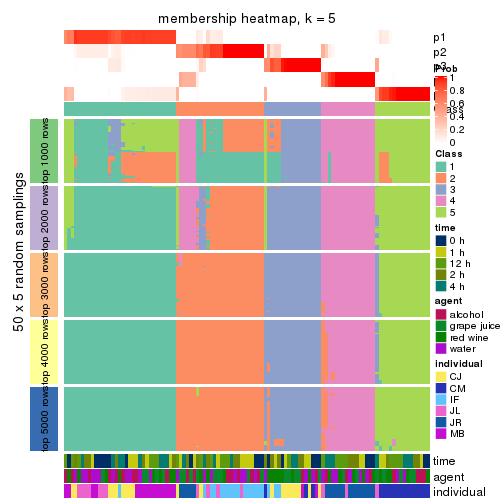 membership heatmap, k = 5
p1
p2
p3
Prob
1
0.8
0.6
0.4
0.2
0
Class
1
2
3
4
5
time
0 h
1 h
12 h
2 h
4 h
agent
alcohol
grape juice
red wine
water
individual
CJ
CM
IF
JL
JR
MB
50 x 5 random samplings
top 1000 rows
top 2000 rows
top 3000 rows
top 4000 rows
top 5000 rows
time
agent
individual